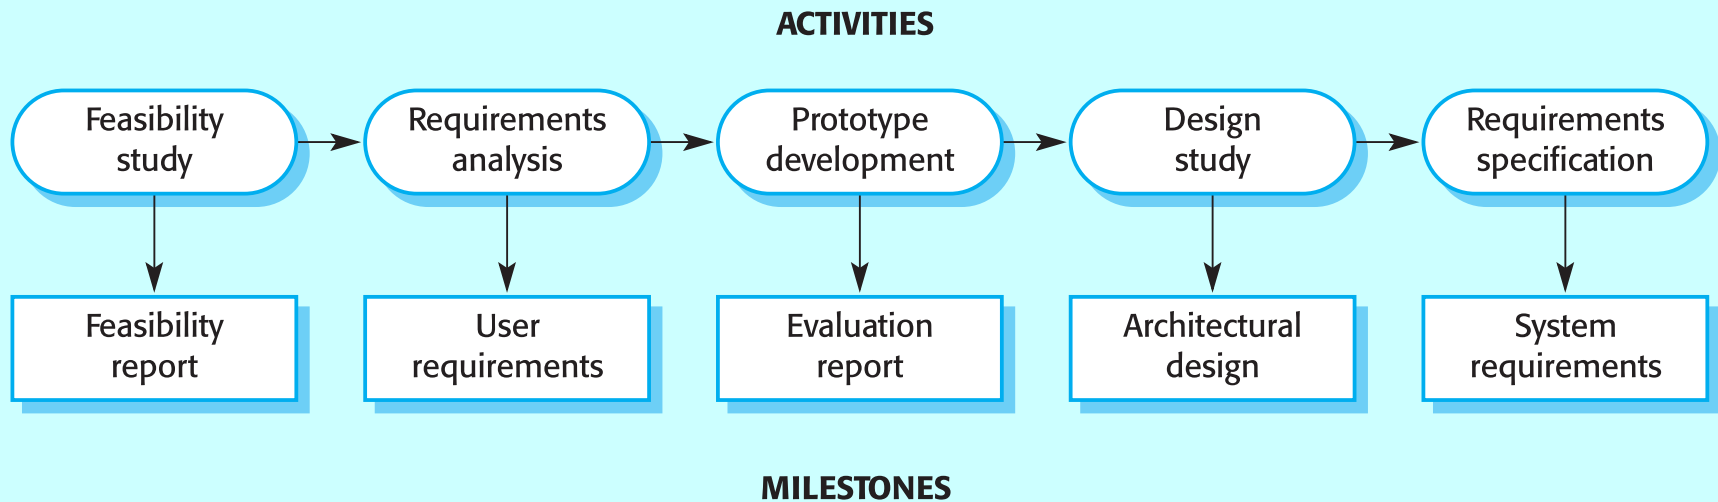 ACTIVITIES
Feasibility
study
Requirements
analysis
Prototype
development
Design
study
Requirements
specification
Feasibility
report
User
requirements
Evaluation
report
Architectural
design
System
requirements
MILESTONES